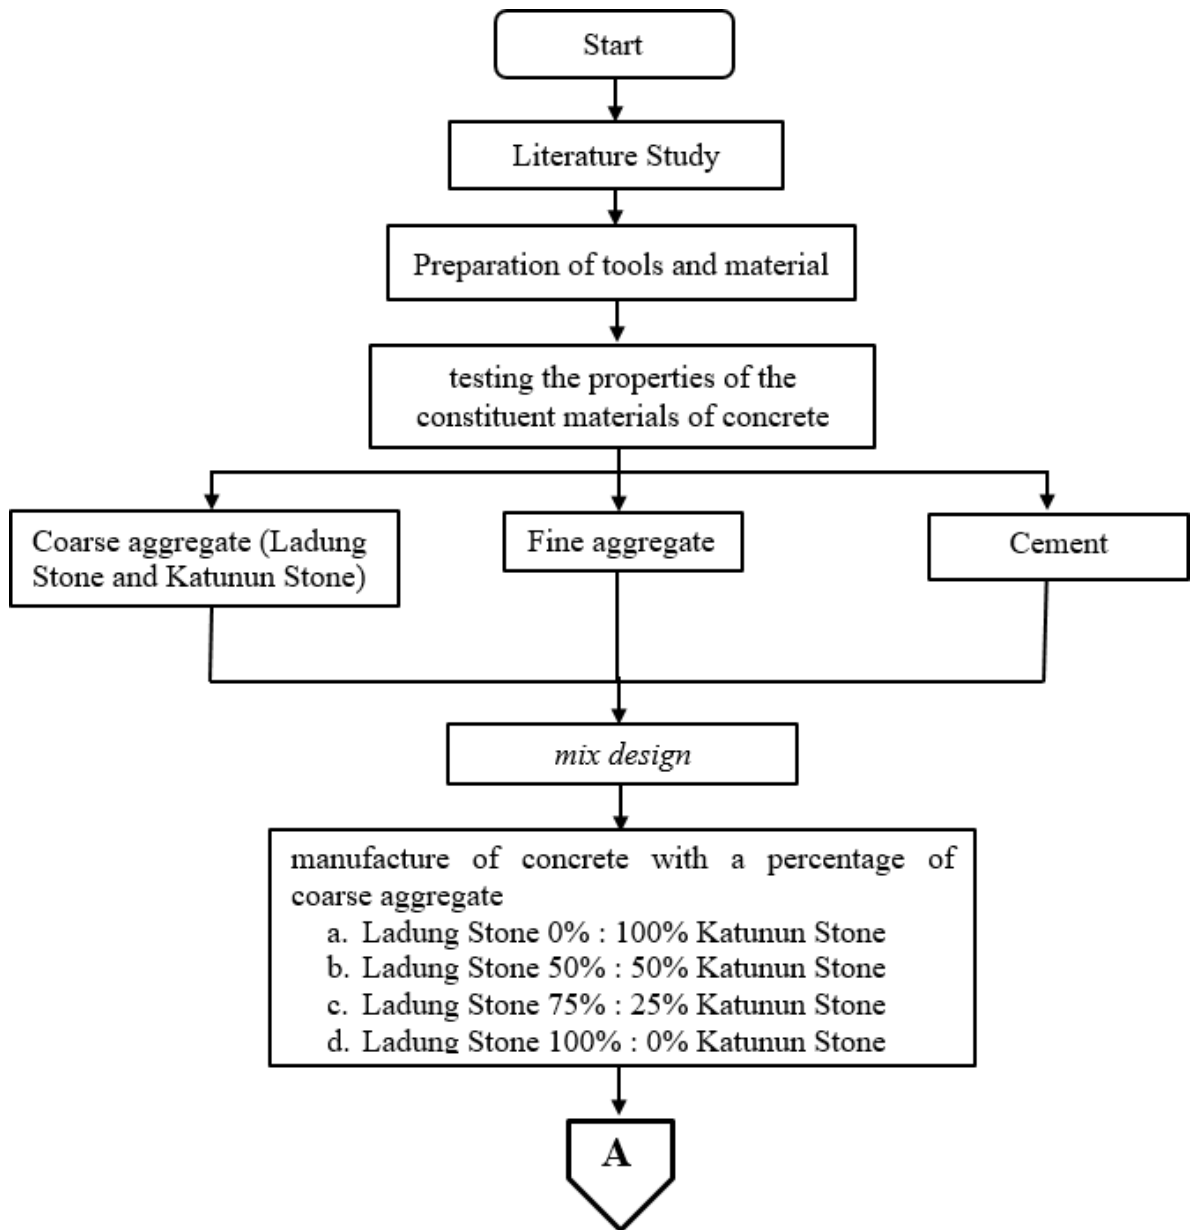 Start
Literature Study
Preparation of tools and material
testing the properties of the
constituent materials of concrete
Coarse aggregate (Ladung
Stone and Katunun Stone)
Fine aggregate
Cement
mix design
manufacture of concrete with a percentage of
coarse aggregate
a. Ladung Stone 0% : 100% Katunun Stone
b. Ladung Stone 50% : 50% Katunun Stone
c. Ladung Stone 75% : 25% Katunun Stone
d. Ladung Stone 100% : 0% Katunun Stone
A